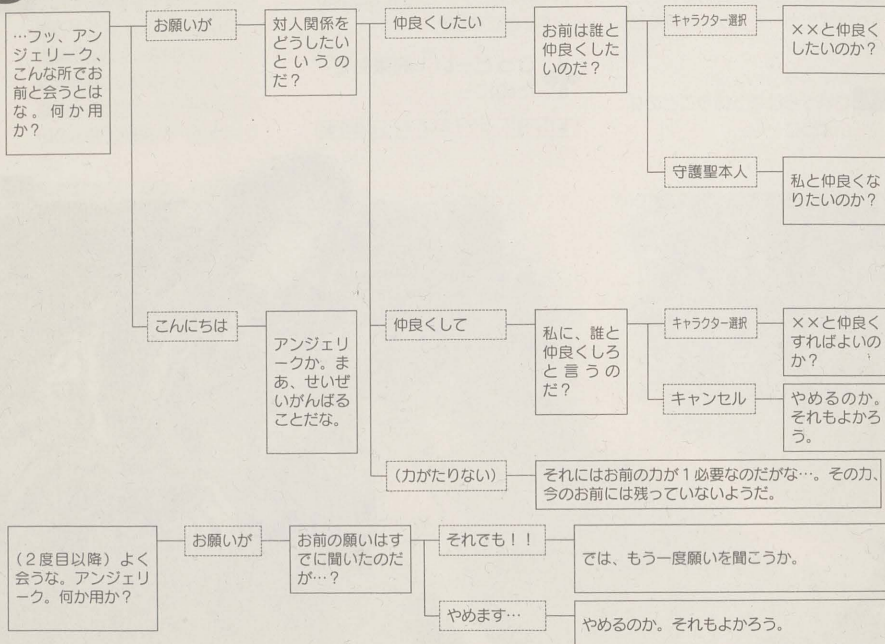 …フッ、アン
ジェリーク、
こんな所でお
前と会うとは
な。何か用
か？
お願いが
対人関係を
どうしたい
というの
だ？
仲良くしたい
お前は誰と
仲良くした
いのだ？
キャラクター選択
××と仲良く
したいのか？
守護聖本人
私と仲良くな
りたいのか？
こんにちは
アンジェリ
ークか。ま
あ、せいぜ
いがんばる
ことだな。
仲良くして
私に、誰と
仲良くしろ
と言うの
だ？
キャラクター選択
××と仲良く
すればよいの
か？
キャンセル
やめるのか。
それもよかろ
う。
（力がたりない）
それにはお前の力が１必要なのだがな…。その力、
今のお前には残っていないようだ。
（２度目以降）よく
会うな。アンジェリ
ーク。何か用か？
お願いが
お前の願いはす
でに聞いたのだ
が…？
それでも！！
では、もう一度願いを聞こうか。
やめます…
やめるのか。それもよかろう。